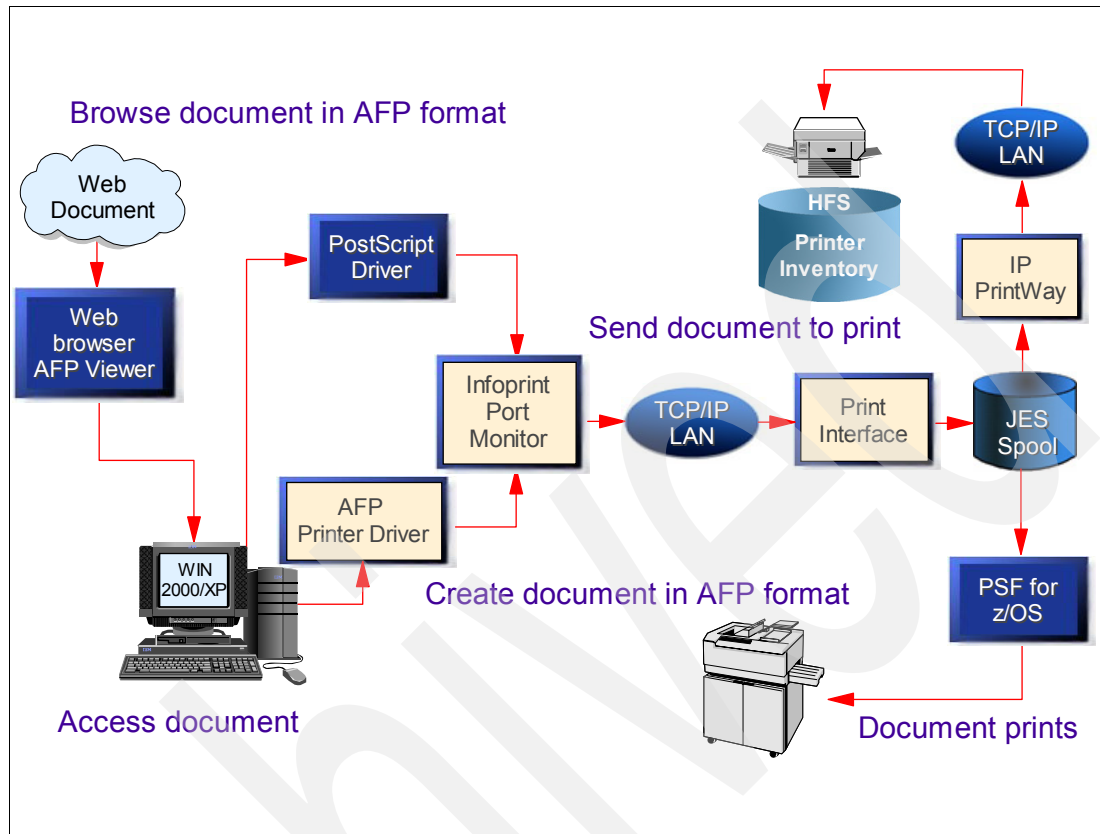 Browse document in AFP format
Web
Document
Web
browser
AFP Viewer
WIN
2000/XP
Access document
PostScript
Driver
AFP
Printer Driver
Infoprint
Port
Monitor
Create document in AFP format
TCP/IP
LAN
Send document to print
Print
Interface
JES
Spool
IP
PrintWay
TCP/IP
LAN
HFS
Printer
Inventory
PSF for
z/OS
Document prints